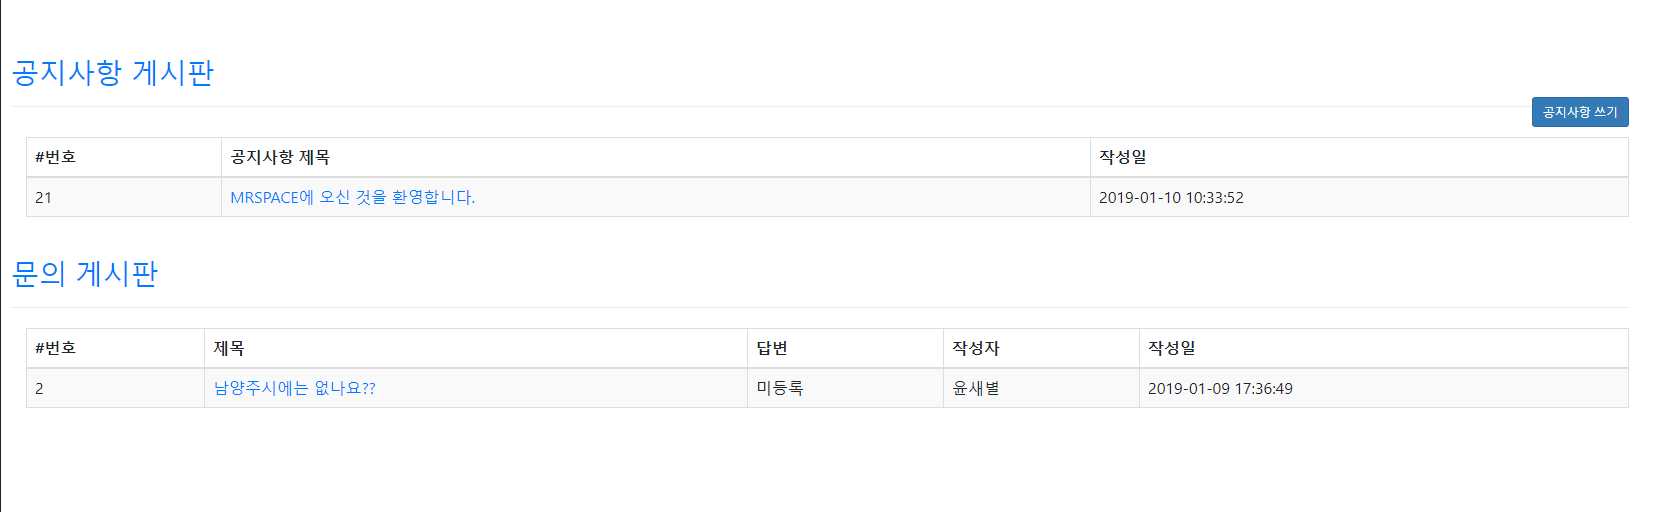 공지사항 게시판
공지사항 쓰기
#번호 공지사항 제목 작성일
21 MRSPACE에 오신 것을 환영합니다. 2019-01-10 10:33:52
문의 게시판
#번호 제목 답변 작성자 작성일
2 남양주시에는 없나요?? 미등록 윤새별 2019-01-09 17:36:49